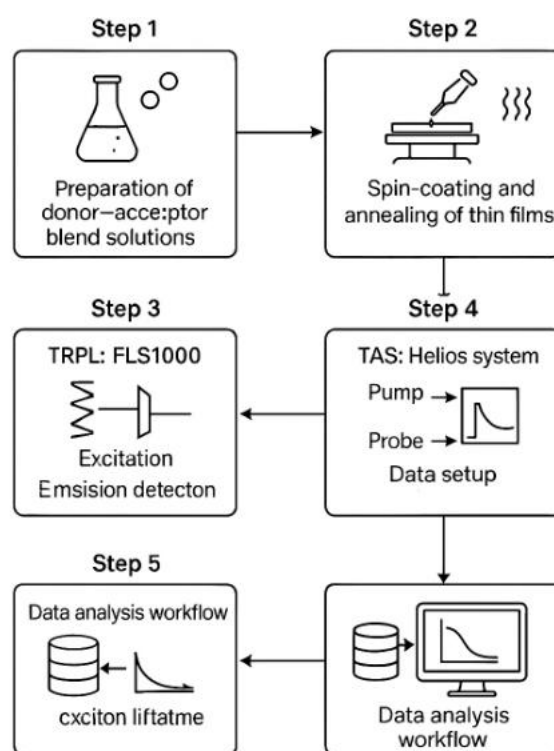 Step 1
Preparation of
donor–acce:ptor
blend solutions
Step 2
Spin-coating and
annealing of thin films
Step 3
TRPL: FLS1000
Excitation
Emsision detecton
Step 4
TAS: Helios system
Pump
Probe
Data setup
Step 5
Data analysis workflow
cxciton liftatme
Data analysis
workflow